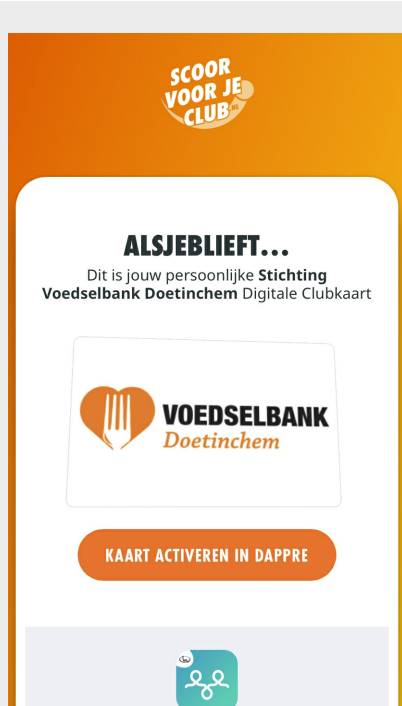 SCOOR
VOOR JE
CLUB.NL
ALSJEBLIEFT...
Dit is jouw persoonlijke Stichting
Voedselbank Doetinchem Digitale Clubkaart
VOEDSELBANK
Doetinchem
KAART ACTIVEREN IN DAPPRE